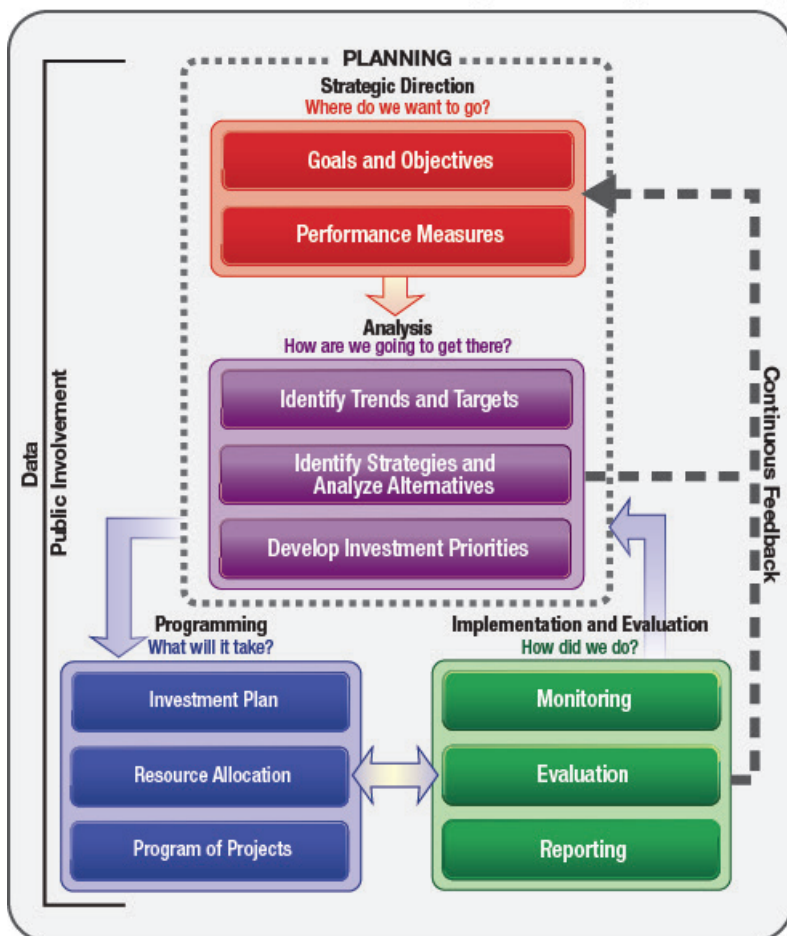 PLANNING
Strategic Direction
Where do we want to go?
Goals and Objectives
Performance Measures
Analysis
How are we going to get there?
Identify Trends and Targets
Identify Strategies and
Analyze Alternatives
Develop Investment Priorities
Data
Public Involvement
Continuous Feedback
Programming
What will it take?
Investment Plan
Resource Allocation
Program of Projects
Implementation and Evaluation
How did we do?
Monitoring
Evaluation
Reporting